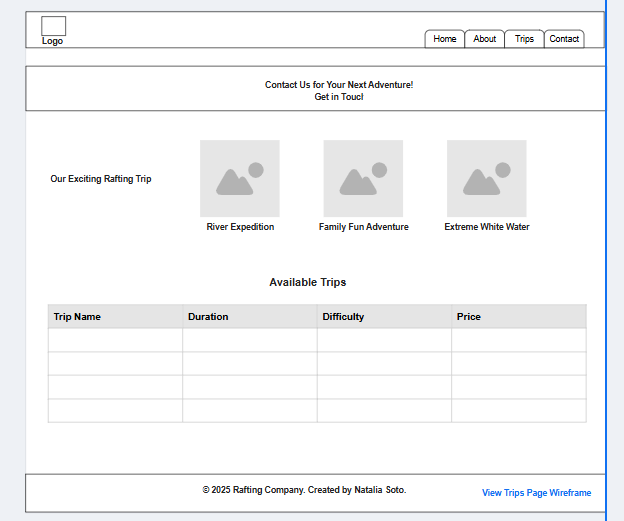 Logo
Home About Trips Contact
Contact Us for Your Next Adventure!
Get in Touc!
Our Exciting Rafting Trip
River Expedition Family Fun Adventure Extreme White Water
Available Trips
Trip Name Duration Difficulty Price
© 2025 Rafting Company. Created by Natalia Soto.
View Trips Page Wireframe